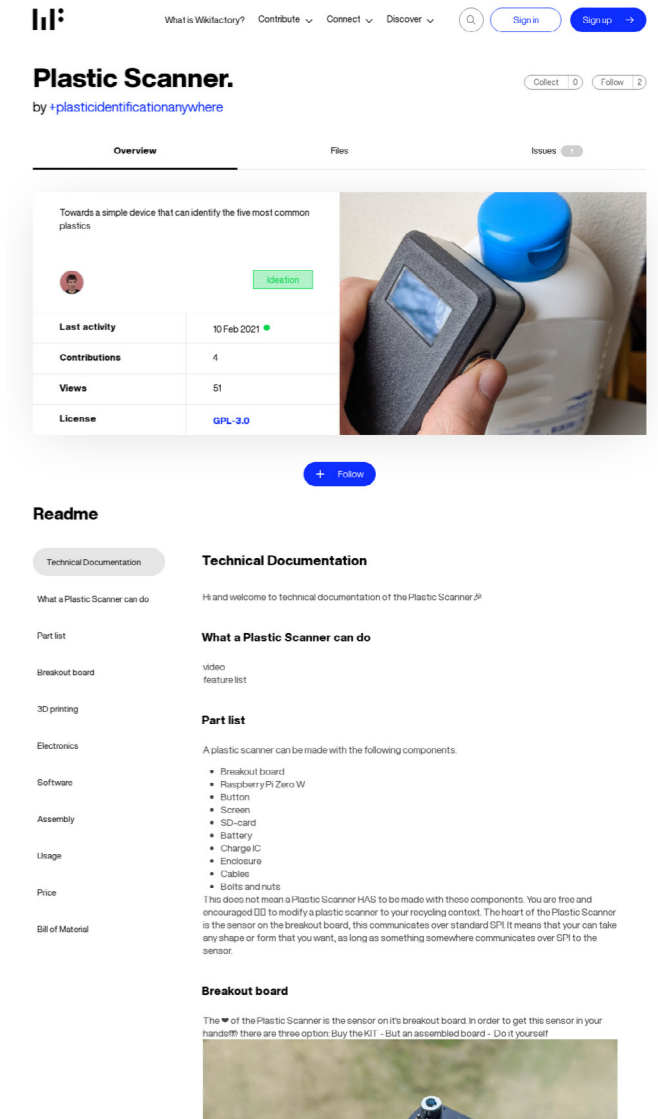 What is Wikifactory? Contribute Connect Discover Sign in Sign up →
Plastic Scanner.
Collect 0 Follow 2
by +plasticidentificationanywhere
Overview Files Issues
Towards a simple device that can identify the five most common
plastics
Ideation
Last activity 10 Feb 2021
Contributions 4
Views 51
License GPL-3.0
+ Follow
Readme
Technical Documentation
What a Plastic Scanner can do
Part list
Breakout board
3D printing
Electronics
Software
Assembly
Usage
Price
Bill of Material
Technical Documentation
Hi and welcome to technical documentation of the Plastic Scanner🎉
What a Plastic Scanner can do
video
feature list
Part list
A plastic scanner can be made with the following components.
• Breakout board
• Raspberry Pi Zero W
• Button
• Screen
• SD-card
• Battery
• Charge IC
• Enclosure
• Cables
• Bolts and nuts
This does not mean a Plastic Scanner HAS to be made with these components. You are free and
encouraged to modify a plastic scanner to your recycling context. The heart of the Plastic Scanner
is the sensor on the breakout board, this communicates over standard SPI. It means that your can take
any shape or form that you want, as long as something somewhere communicates over SPI to the
sensor.
Breakout board
The ❤ of the Plastic Scanner is the sensor on it's breakout board. In order to get this sensor in your
hands there are three option: Buy the KIT - But an assembled board - Do it yourself